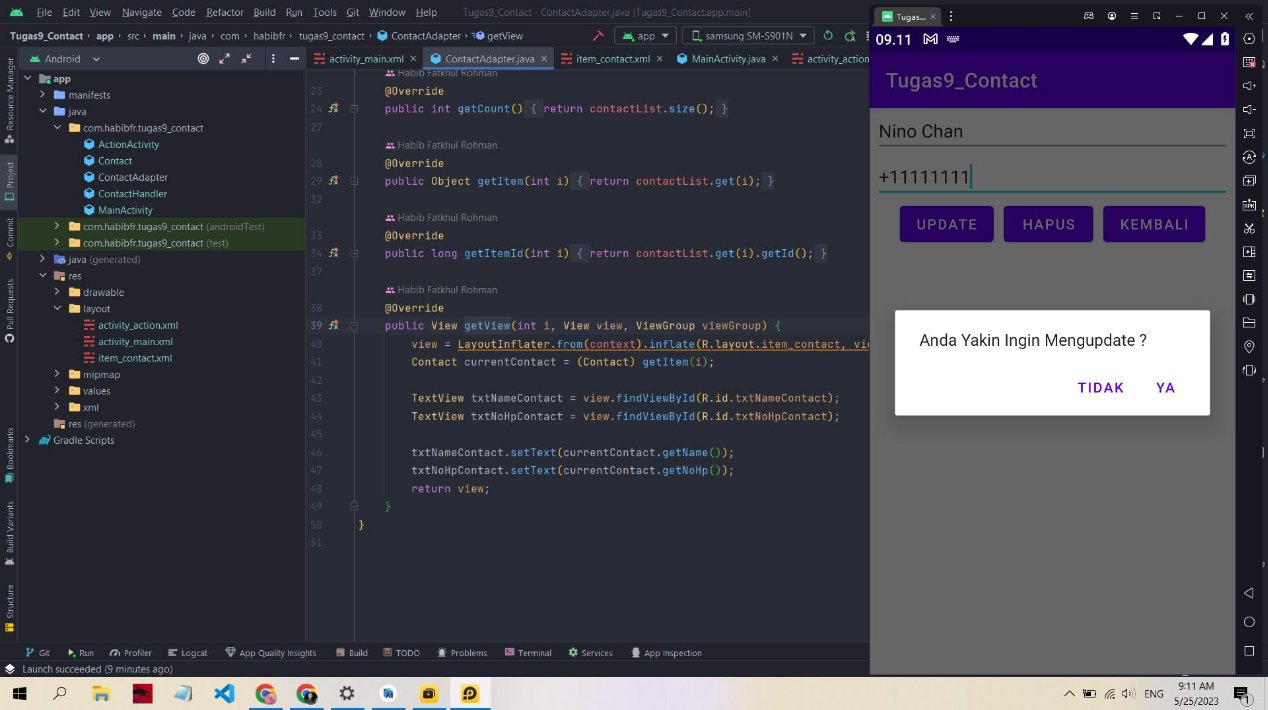 File Edit View Navigate Code Refactor Build Run Tools Git Window Help Tugas_9_Contact - ContactAdapter.java [Tugas_9_Contact.app.main]
Tugas9_Contact app src main java com habibfr tugas9_contact ContactAdapter getView app samsung SM-S901N
Android
activity_main.xml ContactAdapter.java item_contact.xml MainActivity.java activity_action
Resource Manager
Project
Commit
Pull Requests
Bookmarks
Build Variants
Structure
app
manifests
java
com.habibfr.tugas9_contact
ActionActivity
Contact
ContactAdapter
ContactHandler
MainActivity
com.habibfr.tugas9_contact (androidTest)
com.habibfr.tugas9_contact (test)
java (generated)
res
drawable
layout
activity_action.xml
activity_main.xml
item_contact.xml
mipmap
values
xml
res (generated)
Gradle Scripts
Habib Fatkhul Rohman
23 @Override
24 public int getCount() { return contactList.size(); }
27
Habib Fatkhul Rohman
28 @Override
29 public Object getItem(int i) { return contactList.get(i); }
32
Habib Fatkhul Rohman
33 @Override
34 public long getItemId(int i) { return contactList.get(i).getId(); }
37
Habib Fatkhul Rohman
38 @Override
39 public View getView(int i, View view, ViewGroup viewGroup) {
40 view = LayoutInflater.from(context).inflate(R.layout.item_contact, vi
41 Contact currentContact = (Contact) getItem(i);
42
43 TextView txtNameContact = view.findViewById(R.id.txtNameContact);
44 TextView txtNoHpContact = view.findViewById(R.id.txtNoHpContact);
45
46 txtNameContact.setText(currentContact.getName());
47 txtNoHpContact.setText(currentContact.getNoHp());
48 return view;
49 }
50 }
51
Tugas...
09.11
Tugas9_Contact
Nino Chan
+11111111
UPDATE HAPUS KEMBALI
Anda Yakin Ingin Mengupdate ?
TIDAK YA
Git Run Profiler Logcat App Quality Insights Build TODO Problems Terminal Services App Inspection
Launch succeeded (9 minutes ago)
ENG
9:11 AM
5/25/2023
1